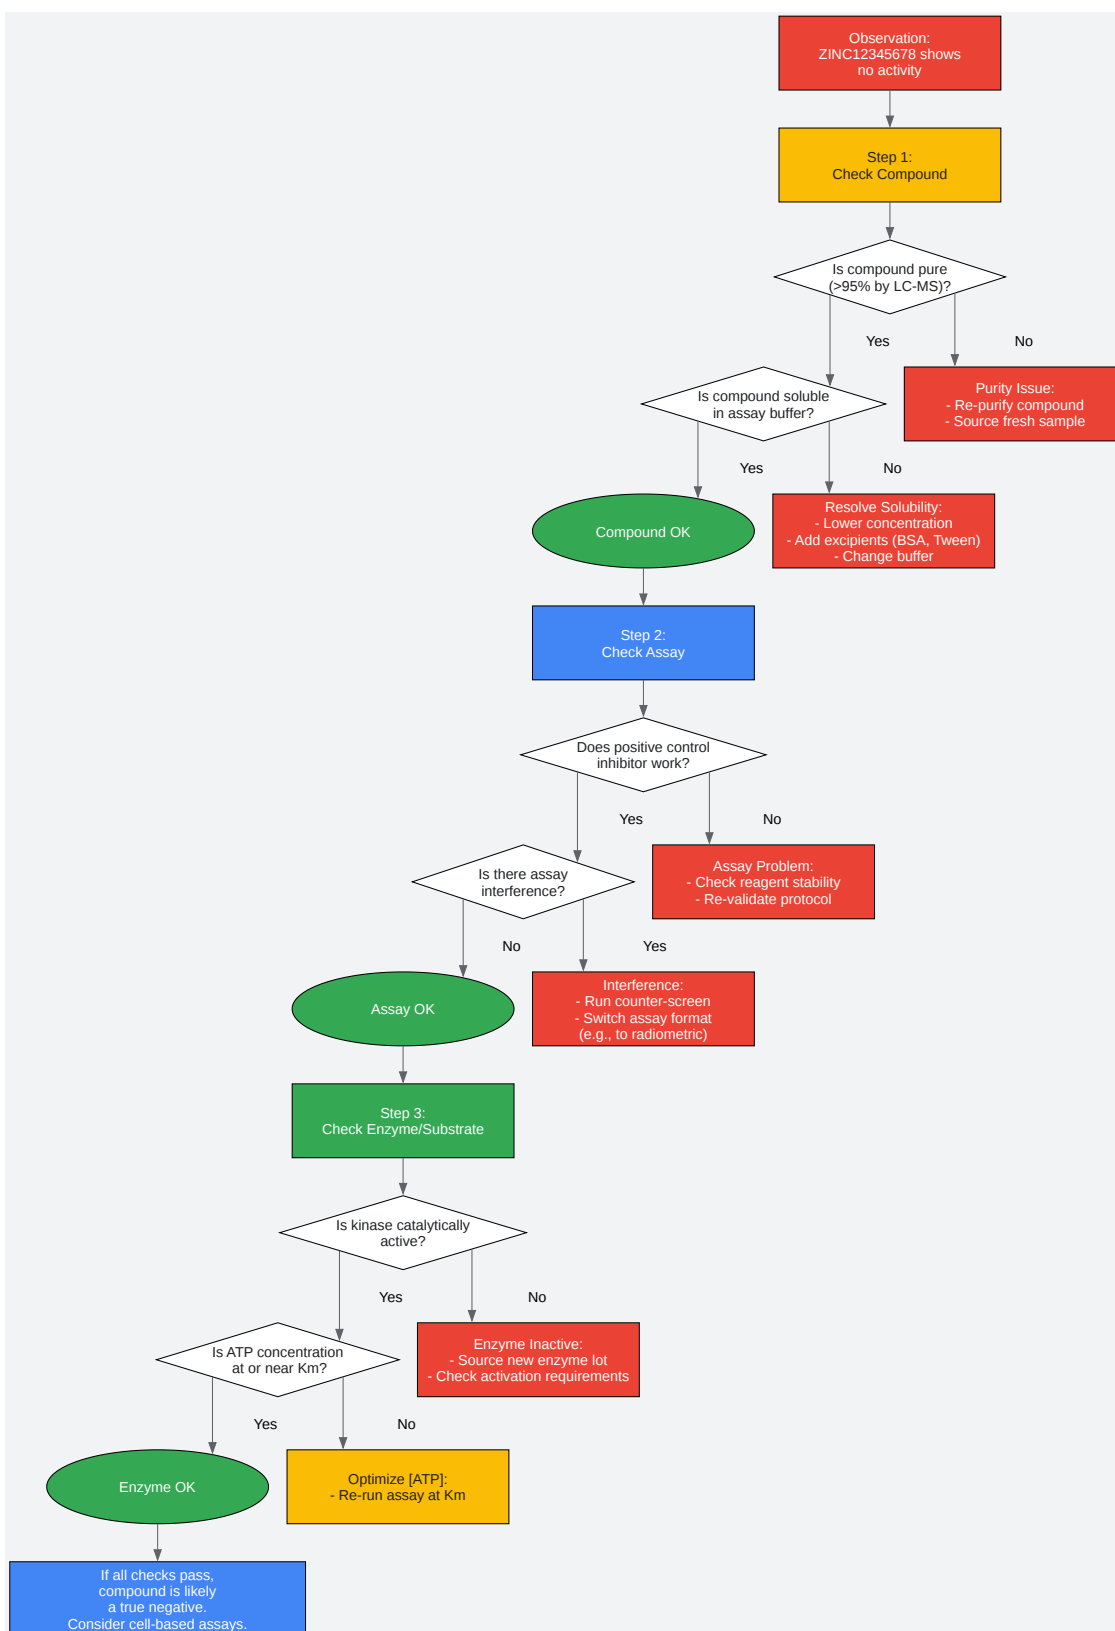 Observation:
ZINC12345678 shows
no activity
Step 1:
Check Compound
Is compound pure
(>95% by LC-MS)?
Yes
No
Is compound soluble
in assay buffer?
Purity Issue:
- Re-purify compound
- Source fresh sample
Yes
No
Compound OK
Resolve Solubility:
- Lower concentration
- Add excipients (BSA, Tween)
- Change buffer
Step 2:
Check Assay
Does positive control
inhibitor work?
Yes
No
Is there assay
interference?
Assay Problem:
- Check reagent stability
- Re-validate protocol
No
Yes
Assay OK
Interference:
- Run counter-screen
- Switch assay format
(e.g., to radiometric)
Step 3:
Check Enzyme/Substrate
Is kinase catalytically
active?
Yes
No
Is ATP concentration
at or near Km?
Enzyme Inactive:
- Source new enzyme lot
- Check activation requirements
Yes
No
Enzyme OK
Optimize [ATP]:
- Re-run assay at Km
If all checks pass,
compound is likely
a true negative.
Consider cell-based assays.